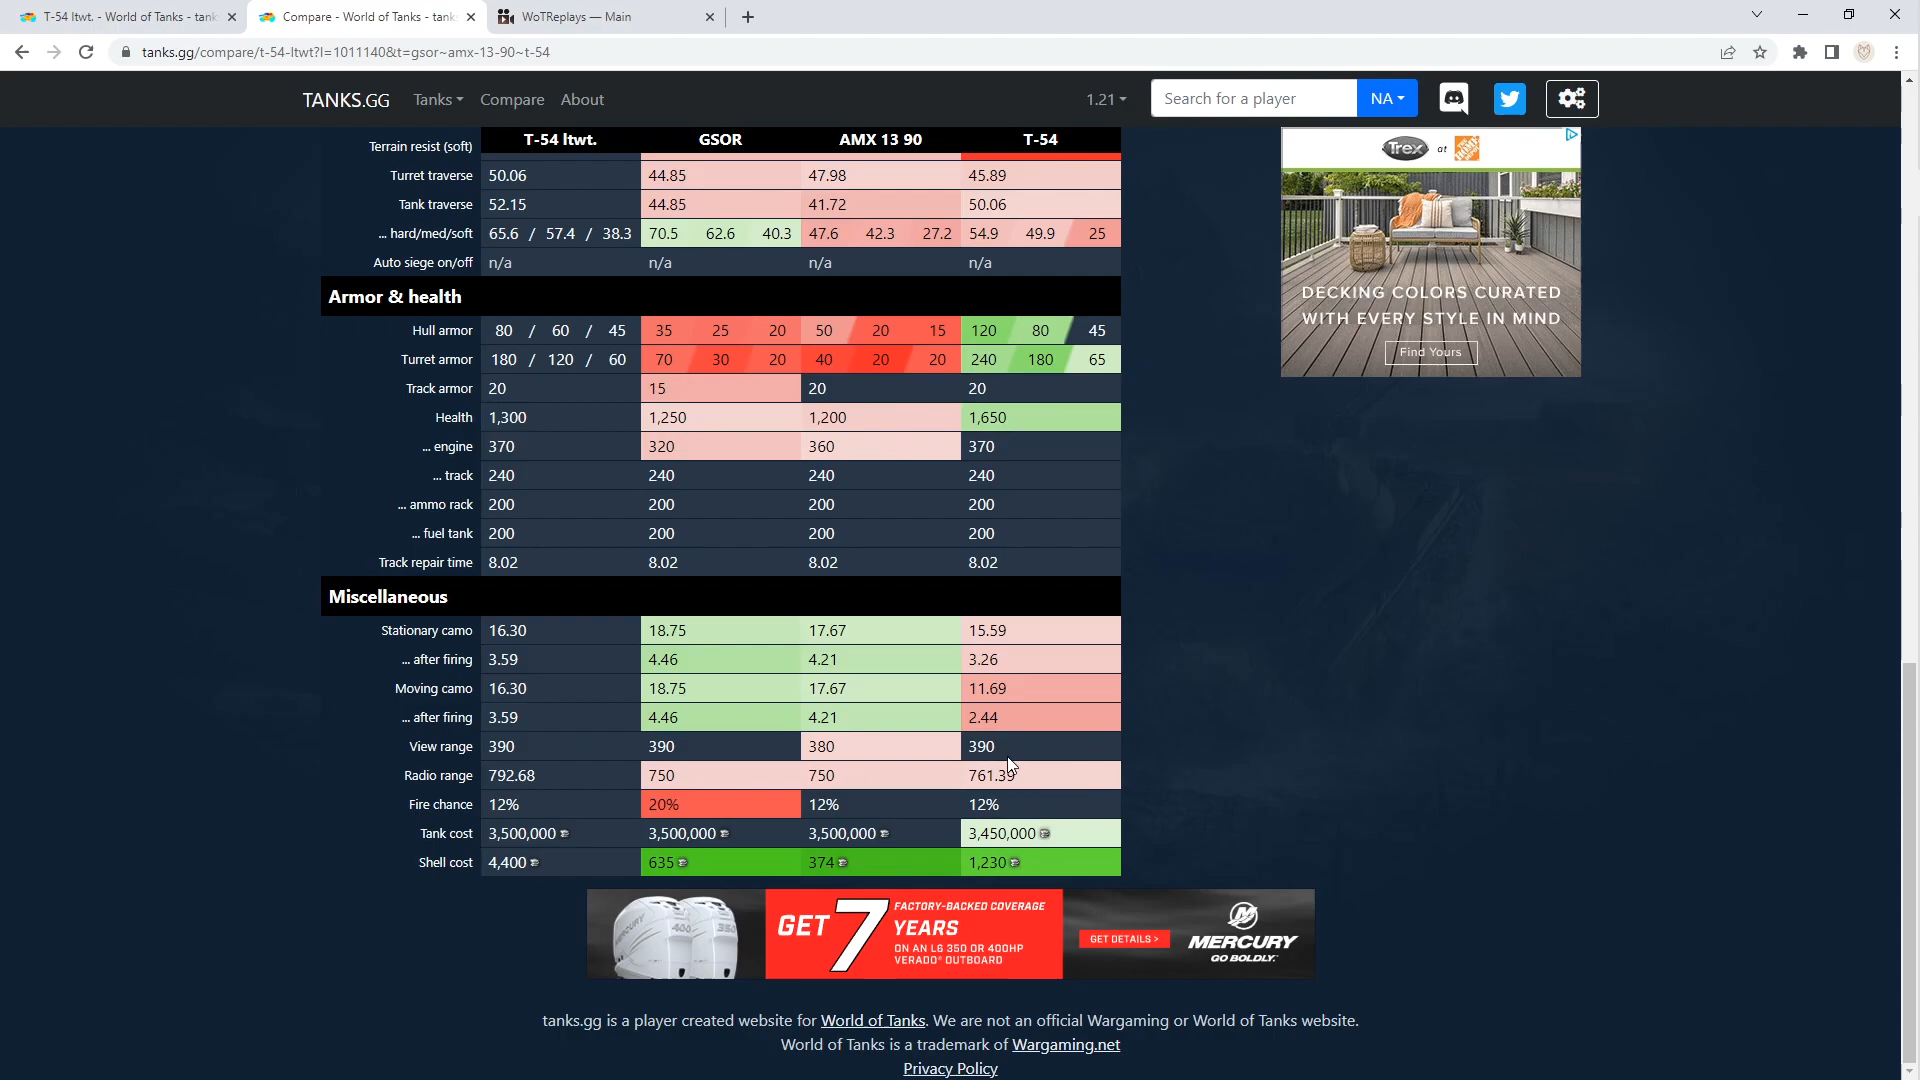 T-54 ltwt. - World of Tanks - tank
Compare - World of Tanks - tanks
WoTReplays — Main
tanks.gg/compare/t-54-ltwt?l=1011140&t=gsor~amx-13-90~t-54
TANKS.GG Tanks Compare About 1.21 Search for a player NA
T-54 ltwt. GSOR AMX 13 90 T-54
Terrain resist (soft)
Turret traverse 50.06 44.85 47.98 45.89
Tank traverse 52.15 44.85 41.72 50.06
... hard/med/soft 65.6 / 57.4 / 38.3 70.5 62.6 40.3 47.6 42.3 27.2 54.9 49.9 25
Auto siege on/off n/a n/a n/a n/a
Armor & health
Hull armor 80 / 60 / 45 35 25 20 50 20 15 120 80 45
Turret armor 180 / 120 / 60 70 30 20 40 20 20 240 180 65
Track armor 20 15 20 20
Health 1,300 1,250 1,200 1,650
... engine 370 320 360 370
... track 240 240 240 240
... ammo rack 200 200 200 200
... fuel tank 200 200 200 200
Track repair time 8.02 8.02 8.02 8.02
Miscellaneous
Stationary camo 16.30 18.75 17.67 15.59
... after firing 3.59 4.46 4.21 3.26
Moving camo 16.30 18.75 17.67 11.69
... after firing 3.59 4.46 4.21 2.44
View range 390 390 380 390
Radio range 792.68 750 750 761.39
Fire chance 12% 20% 12% 12%
Tank cost 3,500,000 3,500,000 3,500,000 3,450,000
Shell cost 4,400 635 374 1,230
Trex at
DECKING COLORS CURATED
WITH EVERY STYLE IN MIND
Find Yours
400 350
GET 7 YEARS
FACTORY-BACKED COVERAGE
ON AN L6 350 OR 400HP
VERADO® OUTBOARD
GET DETAILS >
MERCURY
GO BOLDLY.
tanks.gg is a player created website for World of Tanks. We are not an official Wargaming or World of Tanks website.
World of Tanks is a trademark of Wargaming.net
Privacy Policy